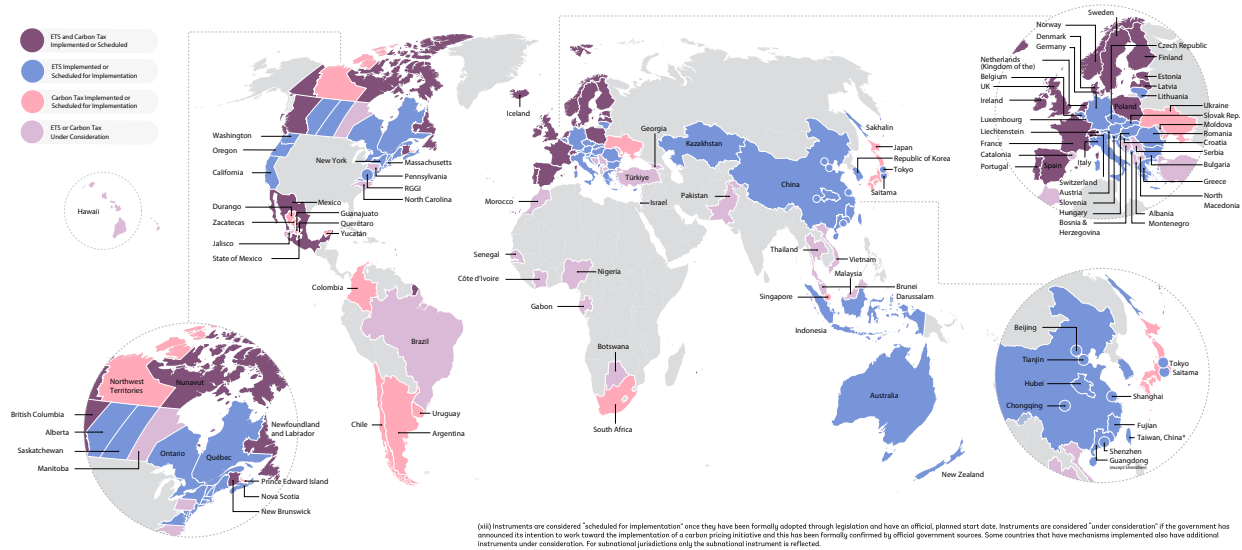 ETS and Carbon Tax
Implemented or Scheduled
ETS Implemented or
Scheduled for Implementation
Carbon Tax Implemented or
Scheduled for Implementation
ETS or Carbon Tax
Under Consideration
Hawaii
Washington
Oregon
California
New York
Massachusetts
Pennsylvania
RGGI
North Carolina
Durango
Zacatecas
Jalisco
State of Mexico
Mexico
Guanajuato
Querétaro
Yucatán
Colombia
Brazil
Chile
Uruguay
Argentina
Iceland
Georgia
Türkiye
Morocco
Israel
Senegal
Côte d'Ivoire
Nigeria
Gabon
Botswana
South Africa
Kazakhstan
China
Pakistan
Sakhalin
Japan
Republic of Korea
Tokyo
Saitama
Thailand
Vietnam
Malaysia
Singapore
Brunei
Darussalam
Indonesia
Australia
New Zealand
Northwest
Territories
Nunavut
British Columbia
Alberta
Saskatchewan
Manitoba
Ontario
Québec
Newfoundland
and Labrador
Prince Edward Island
Nova Scotia
New Brunswick
Sweden
Norway
Denmark
Germany
Netherlands
(Kingdom of the)
Belgium
UK
Ireland
Luxembourg
Liechtenstein
France
Catalonia
Portugal
Spain
Italy
Poland
Switzerland
Austria
Slovenia
Hungary
Bosnia &
Herzegovina
Czech Republic
Finland
Estonia
Latvia
Lithuania
Ukraine
Slovak Rep.
Moldova
Romania
Croatia
Serbia
Bulgaria
Greece
North
Macedonia
Albania
Montenegro
Beijing
Tianjin
Hubei
Chongqing
Tokyo
Saitama
Shanghai
Fujian
Taiwan, China*
Shenzhen
Guangdong
(except Shenzhen)
(xiii) Instruments are considered “scheduled for implementation” once they have been formally adopted through legislation and have an official, planned start date. Instruments are considered “under consideration” if the government has
announced its intention to work toward the implementation of a carbon pricing initiative and this has been formally confirmed by official government sources. Some countries that have mechanisms implemented also have additional
instruments under consideration. For subnational jurisdictions only the subnational instrument is reflected.